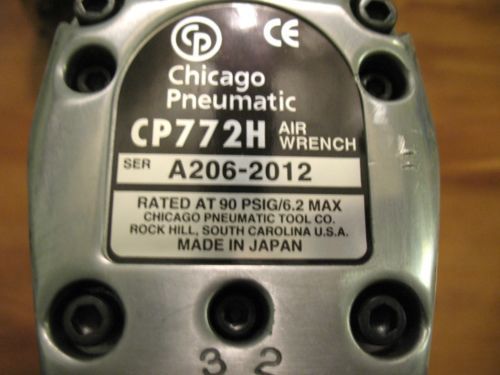 CP CE
Chicago
Pneumatic
CP772H AIR WRENCH
SER A206-2012
RATED AT 90 PSIG/6.2 MAX
CHICAGO PNEUMATIC TOOL CO.
ROCK HILL, SOUTH CAROLINA U.S.A.
MADE IN JAPAN
3 2